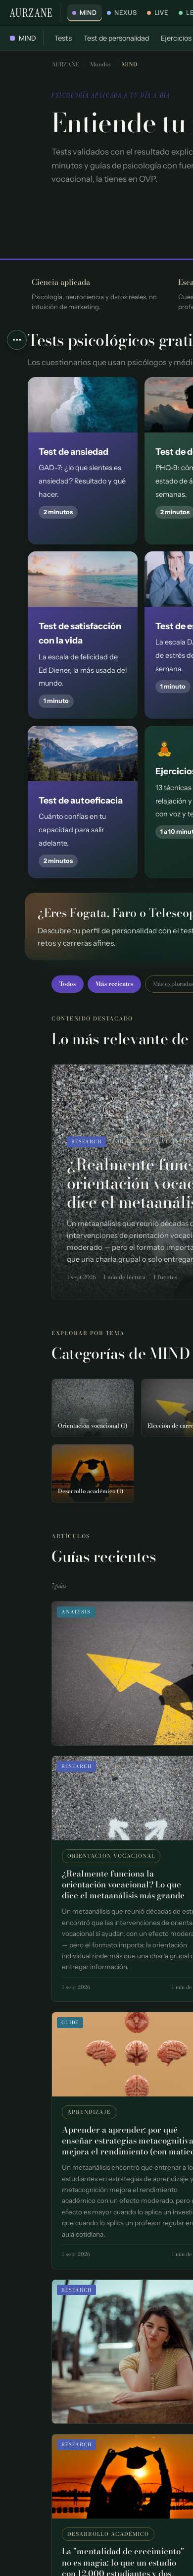 AURZANE
MIND
NEXUS
LIVE
MIND
Tests
Test de personalidad
Ejercicios
AURZANE
Mundos
MIND
PSICOLOGÍA APLICADA A TU DÍA A DÍA
Entiende tu
Tests validados con el resultado explic
minutos y guías de psicología con fuen
vocacional, la tienes en OVP.
Ciencia aplicada
Psicología, neurociencia y datos reales, no
intuición de marketing.
Tests psicológicos grati
Los cuestionarios que usan psicólogos y médi
Test de ansiedad
GAD-7: ¿lo que sientes es
ansiedad? Resultado y qué
hacer.
2 minutos
Test de d
PHQ-9: cóm
estado de á
semanas.
2 minutos
Test de satisfacción
con la vida
La escala de felicidad de
Ed Diener, la más usada del
mundo.
1 minuto
Test de es
La escala D
de estrés de
semana.
1 minuto
Test de autoeficacia
Cuánto confías en tu
capacidad para salir
adelante.
2 minutos
Ejercicios
13 técnicas
relajación y
con voz y te
1 a 10 minut
¿Eres Fogata, Faro o Telescop
Descubre tu perfil de personalidad con el test
retos y carreras afines.
Todos
Más recientes
Más explorados
CONTENIDO DESTACADO
Lo más relevante de
RESEARCH
¿Realmente func
orientación vocac
dice el metaanális
Un metaanálisis que reunió décadas d
intervenciones de orientación vocacio
moderado — pero el formato importa
que una charla grupal o solo entregar
1 sept 2026
1 min de lectura
1 fuentes
EXPLORAR POR TEMA
Categorías de MIND
Orientación vocacional (1)
Elección de carre
Desarrollo académico (1)
ARTÍCULOS
Guías recientes
7 guías
ANALYSIS
RESEARCH
ORIENTACIÓN VOCACIONAL
¿Realmente funciona la
orientación vocacional? Lo que
dice el metaanálisis más grande
Un metaanálisis que reunió décadas de est
encontró que las intervenciones de orienta
vocacional sí ayudan, con un efecto moder
— pero el formato importa: la orientación
individual rinde más que una charla grupal o
entregar información.
1 sept 2026
1 min de
GUIDE
APRENDIZAJE
Aprender a aprender: por qué
enseñar estrategias metacognitiva
mejora el rendimiento (con matice
Un metaanálisis encontró que entrenar a lo
estudiantes en estrategias de aprendizaje y
metacognición mejora el rendimiento
académico con un efecto moderado, pero e
efecto es mayor cuando lo aplica un investi
que cuando lo aplica un profesor regular en
aula cotidiana.
1 sept 2026
1 min de
RESEARCH
RESEARCH
DESARROLLO ACADÉMICO
La "mentalidad de crecimiento"
no es magia: lo que un estudio
con 12.000 estudiantes y dos